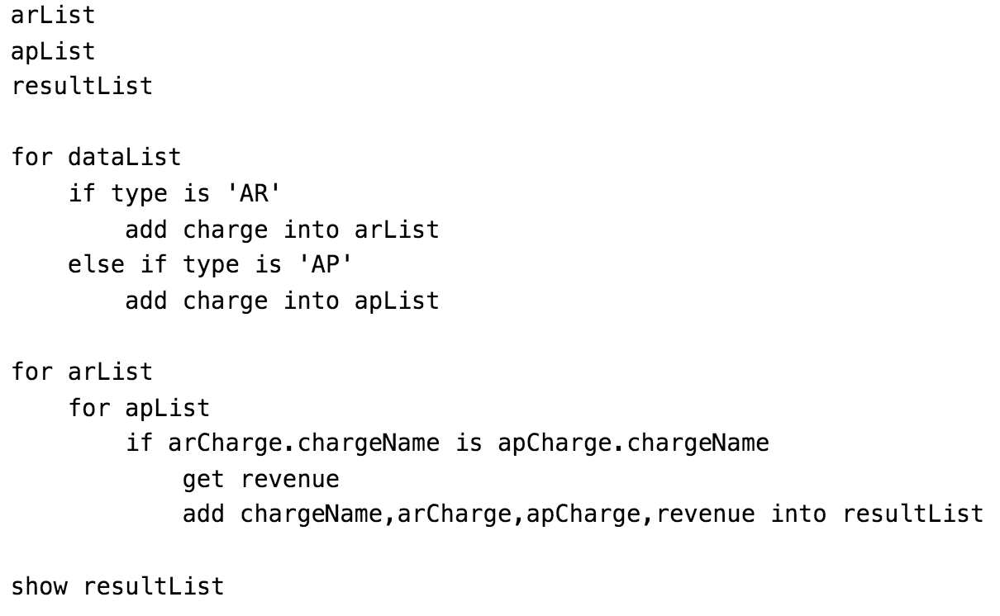 arList
apList
resultList

for dataList
    if type is 'AR'
        add charge into arList
    else if type is 'AP'
        add charge into apList

for arList
    for apList
        if arCharge.chargeName is apCharge.chargeName
            get revenue
            add chargeName,arCharge,apCharge,revenue into resultList

show resultList